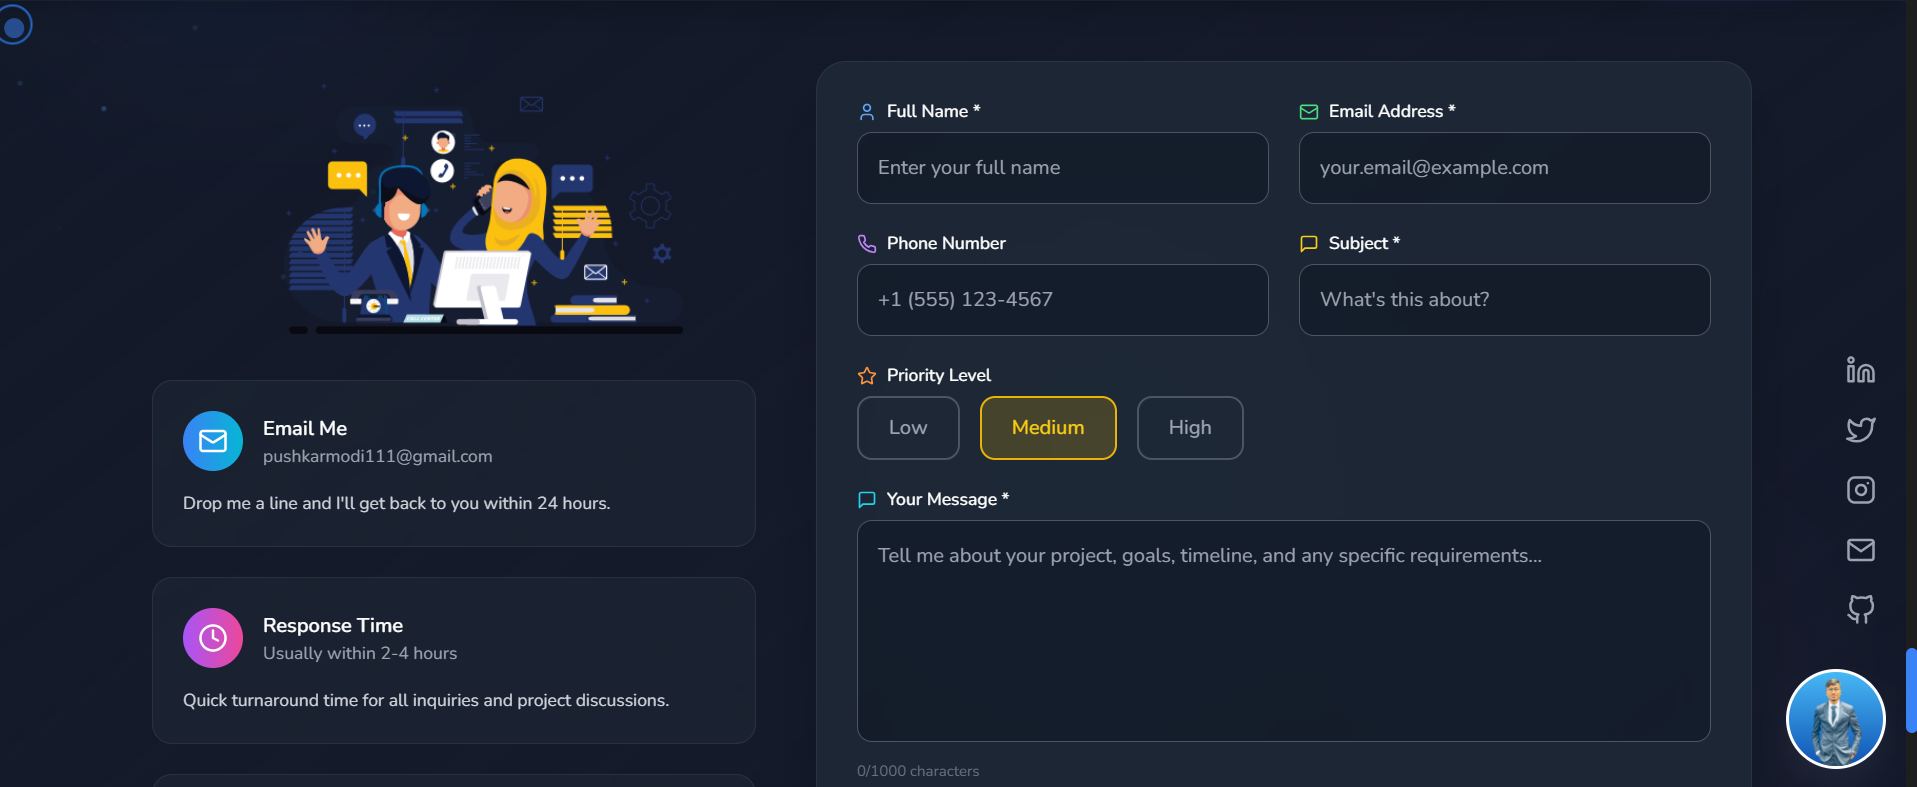 Full Name *
Email Address *
Enter your full name
your.email@example.com
Phone Number
Subject *
+1 (555) 123-4567
What's this about?
Priority Level
Low
Medium
High
Your Message *
Tell me about your project, goals, timeline, and any specific requirements...
0/1000 characters
Email Me
pushkarmodi111@gmail.com
Drop me a line and I'll get back to you within 24 hours.
Response Time
Usually within 2-4 hours
Quick turnaround time for all inquiries and project discussions.